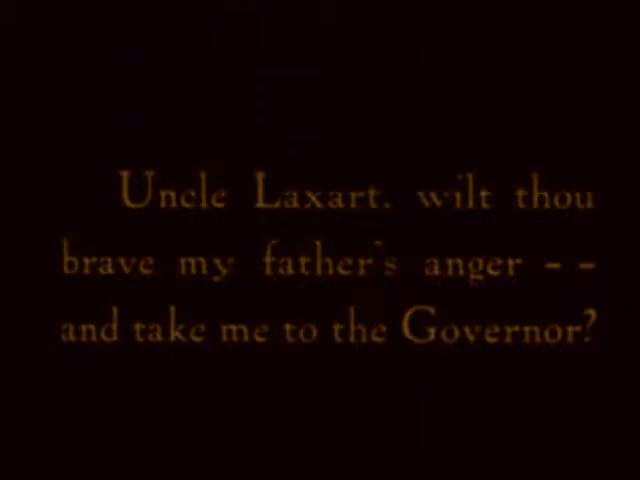 Uncle Laxart, wilt thou
brave my father's anger - -
and take me to the Governor?